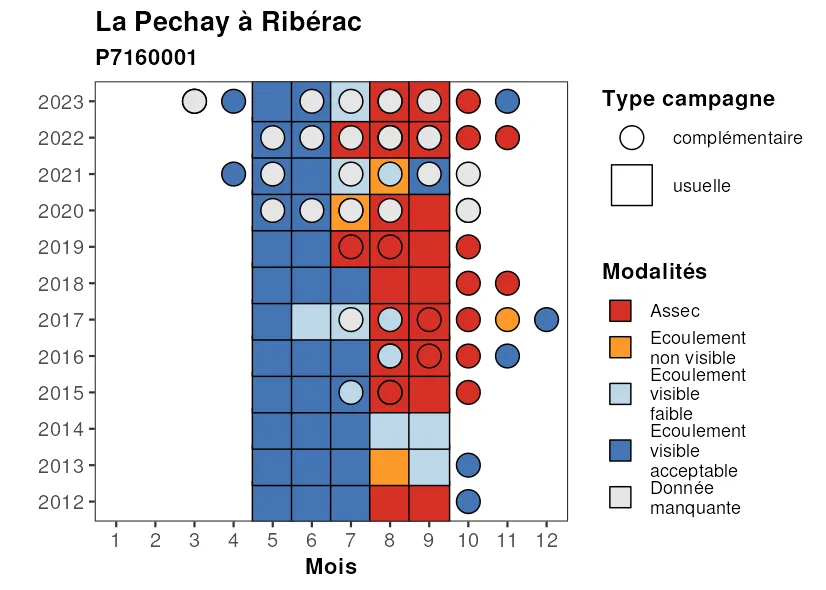 La Pechay à Ribérac
P7160001
2023
2022
2021
2020
2019
2018
2017
2016
2015
2014
2013
2012
1 2 3 4 5 6 7 8 9 10 11 12
Mois
Type campagne
complémentaire
usuelle
Modalités
Assec
Ecoulement
non visible
Ecoulement
visible
faible
Ecoulement
visible
acceptable
Donnée
manquante